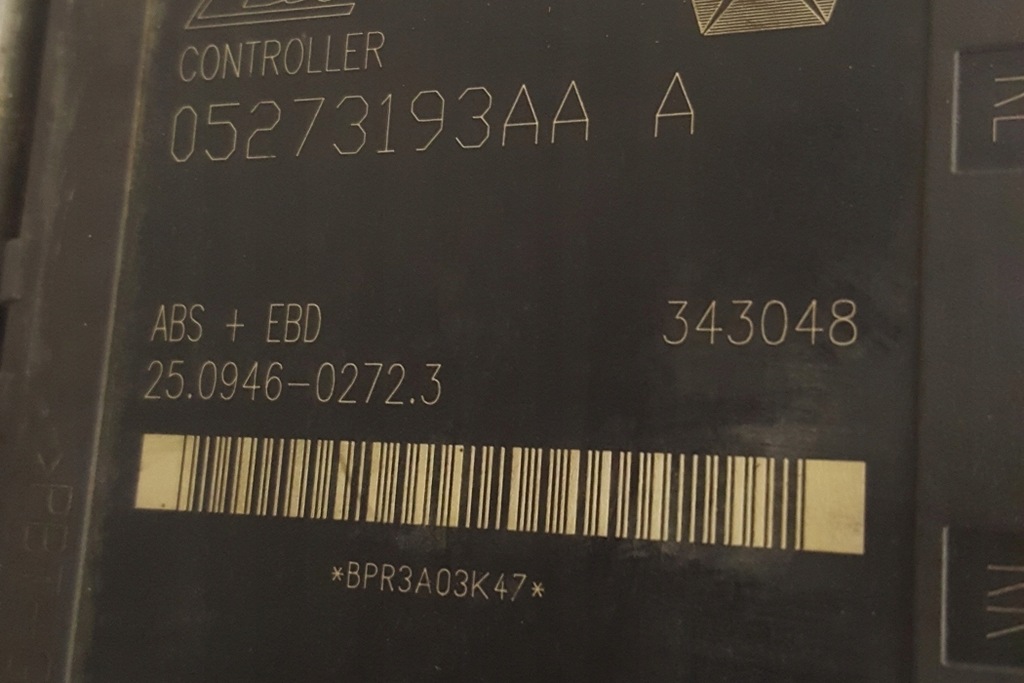 CONTROLLER
05273193AA A
ABS + EBD 343048
25.0946-0272.3
*BPR3A03K47*